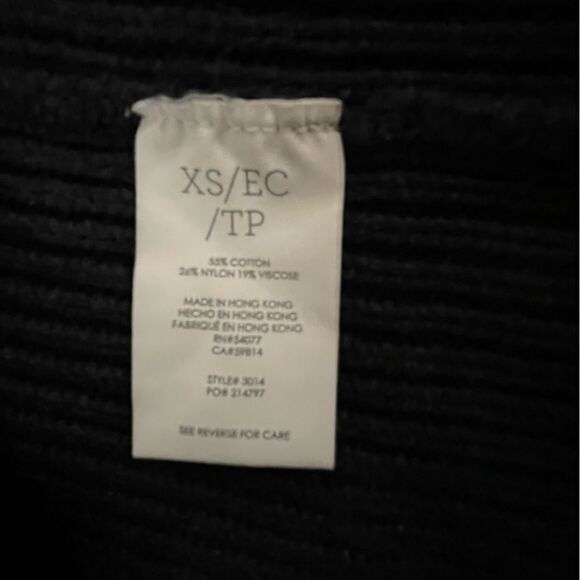 XS/EC
/TP
55% COTTON
26% NYLON 19% VISCOSE
MADE IN HONG KONG
HECHO EN HONG KONG
FABRIQUÉ EN HONG KONG
RN#54077
CA#59814
STYLE# 3014
PO# 214797
SEE REVERSE FOR CARE